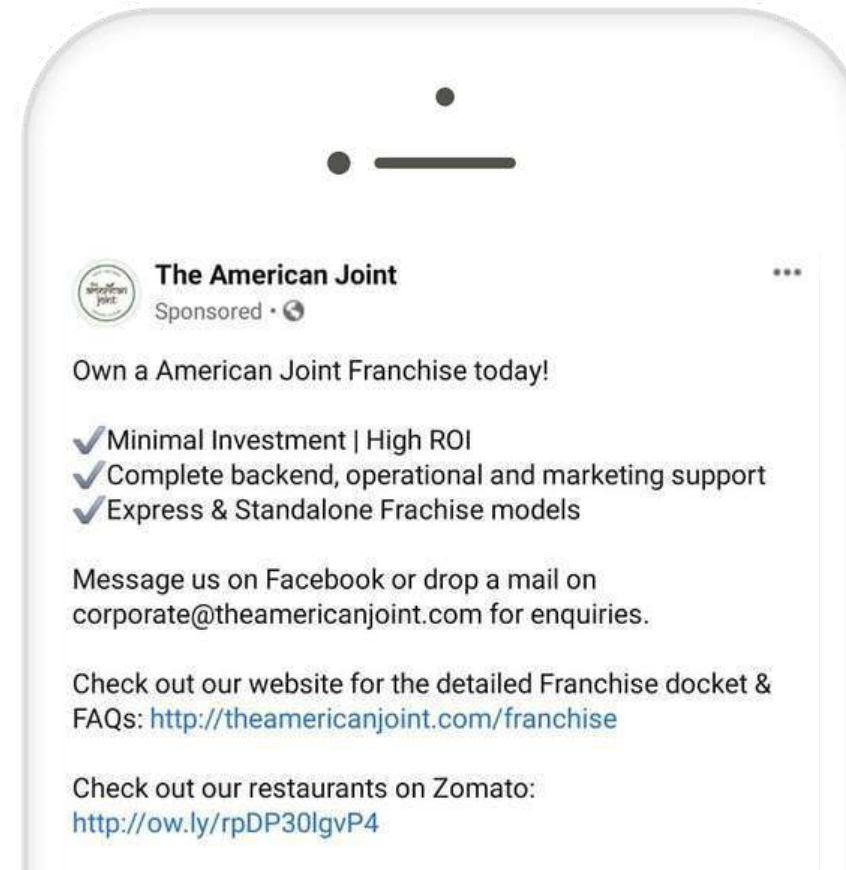 The American Joint
Sponsored •
the
american
joint
Own a American Joint Franchise today!
✔Minimal Investment | High ROI
✔Complete backend, operational and marketing support
✔Express & Standalone Frachise models
Message us on Facebook or drop a mail on
corporate@theamericanjoint.com for enquiries.
Check out our website for the detailed Franchise docket &
FAQs: http://theamericanjoint.com/franchise
Check out our restaurants on Zomato:
http://ow.ly/rpDP30lgvP4